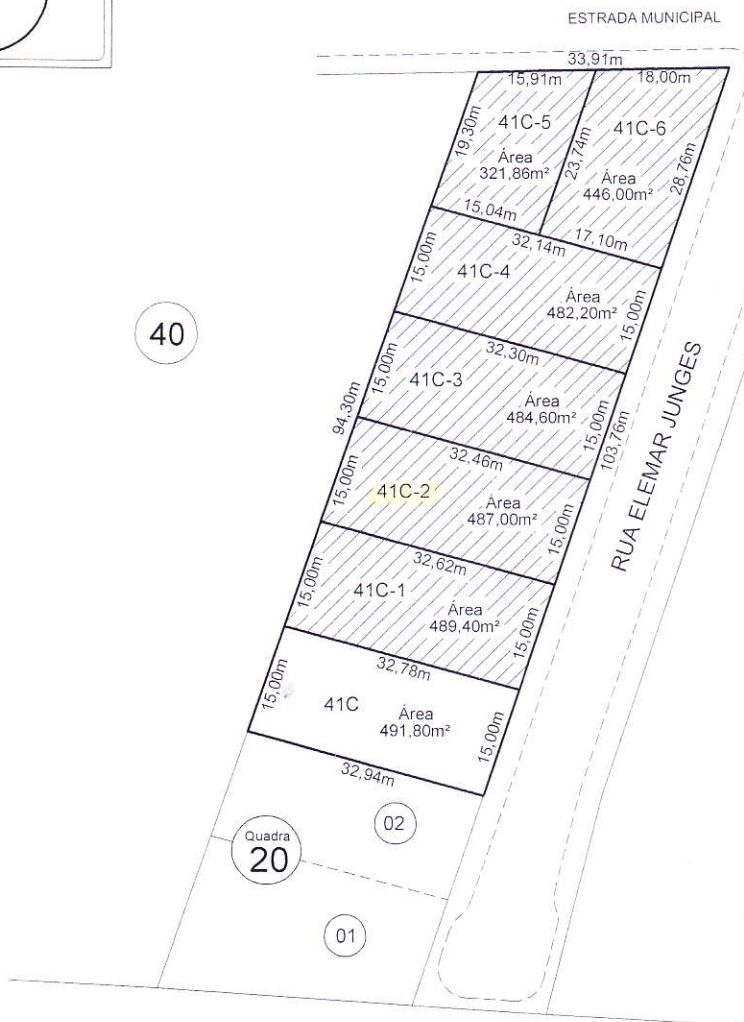 ESTRADA MUNICIPAL
33,91m
15,91m
18,00m
19,30m
41C-5
Área
321,86m²
23,74m
41C-6
Área
446,00m²
28,76m
15,04m
17,10m
32,14m
15,00m
41C-4
Área
482,20m²
15,00m
40
32,30m
15,00m
41C-3
Área
484,60m²
15,00m
94,30m
103,76m
RUA ELEMAR JUNGES
32,46m
15,00m
41C-2
Área
487,00m²
15,00m
32,62m
15,00m
41C-1
Área
489,40m²
15,00m
32,78m
15,00m
41C
Área
491,80m²
15,00m
32,94m
02
Quadra
20
01